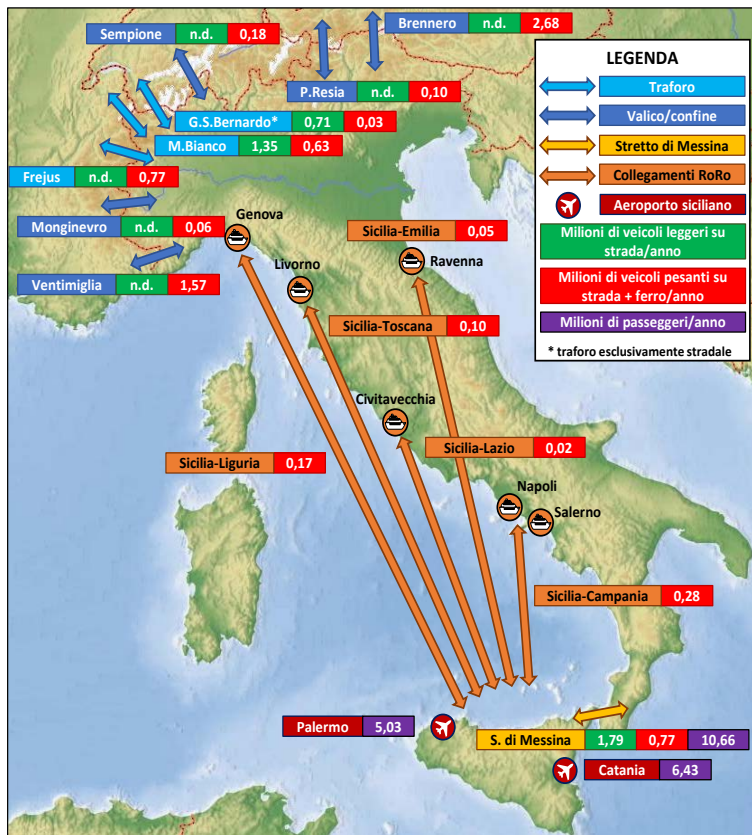 Brennero n.d. 2,68
Sempione n.d. 0,18
LEGENDA
Traforo
Valico/confine
Stretto di Messina
Collegamenti RoRo
Aeroporto siciliano
Milioni di veicoli leggeri su
strada/anno
Milioni di veicoli pesanti su
strada + ferro/anno
Milioni di passeggeri/anno
* traforo esclusivamente stradale
P.Resia n.d. 0,10
G.S.Bernardo* 0,71 0,03
M.Bianco 1,35 0,63
Frejus n.d. 0,77
Monginevro n.d. 0,06
Ventimiglia n.d. 1,57
Genova
Sicilia-Emilia 0,05
Livorno
Ravenna
Sicilia-Toscana 0,10
Civitavecchia
Sicilia-Lazio 0,02
Sicilia-Liguria 0,17
Napoli
Salerno
Sicilia-Campania 0,28
Palermo 5,03
S. di Messina 1,79 0,77 10,66
Catania 6,43